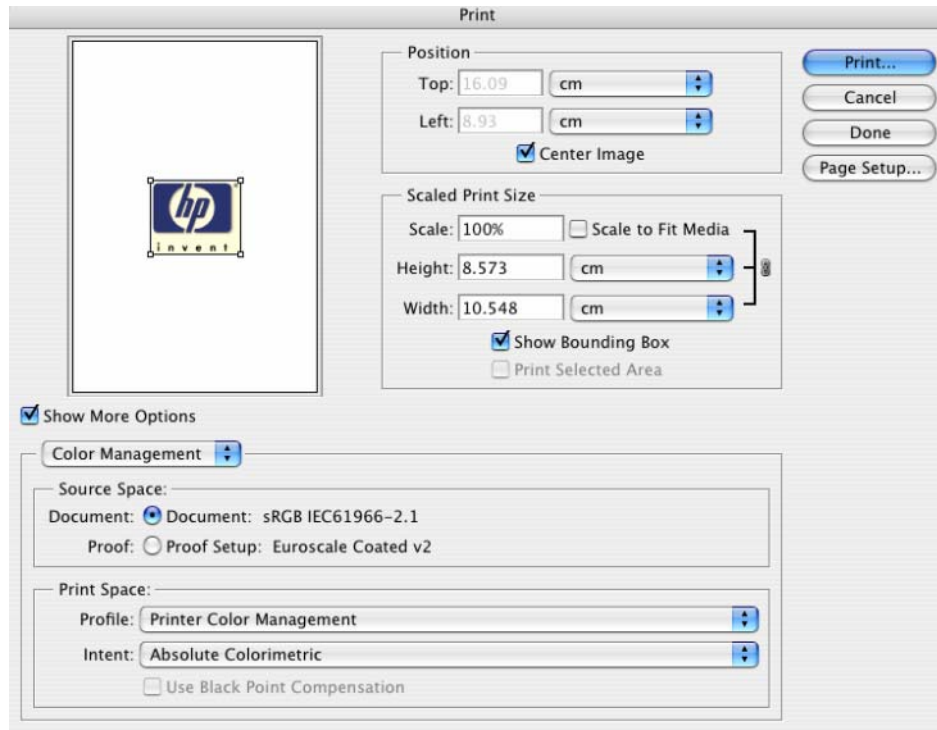 Print
hp
invent
Position
Top: 16.09 cm
Left: 8.93 cm
Center Image
Print...
Cancel
Done
Page Setup...
Scaled Print Size
Scale: 100% Scale to Fit Media
Height: 8.573 cm
Width: 10.548 cm
Show Bounding Box
Print Selected Area
Show More Options
Color Management
Source Space:
Document: Document: sRGB IEC61966-2.1
Proof: Proof Setup: Euroscale Coated v2
Print Space:
Profile: Printer Color Management
Intent: Absolute Colorimetric
Use Black Point Compensation